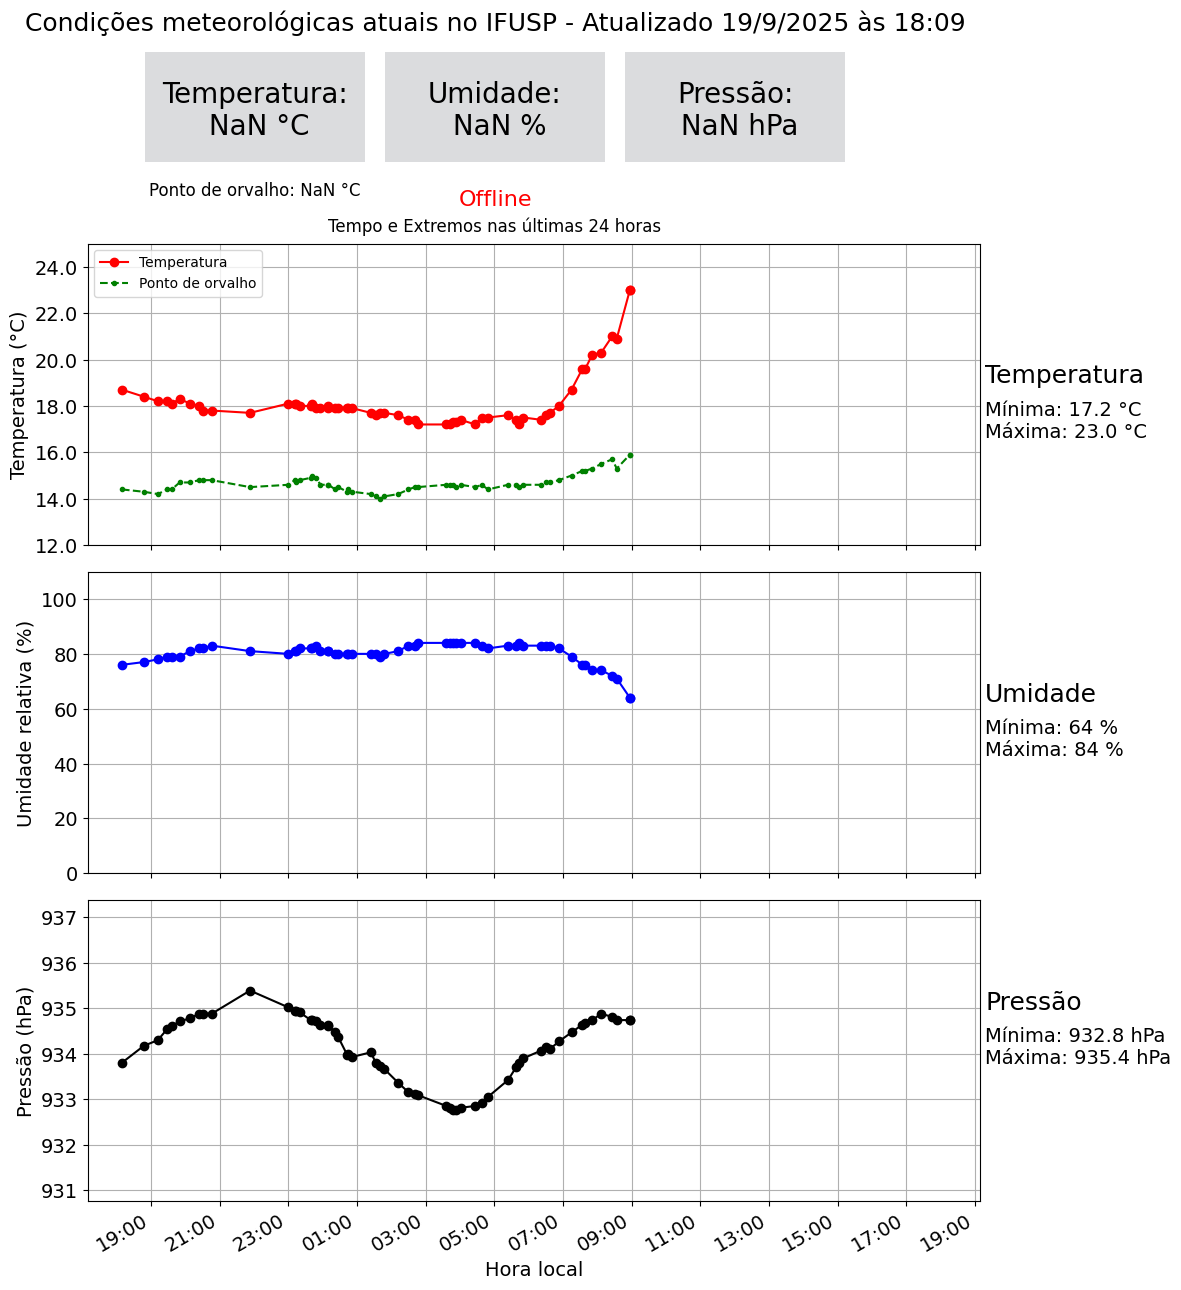 Condições meteorológicas atuais no IFUSP - Atualizado 19/9/2025 às 18:09
Temperatura:
NaN °C
Umidade:
NaN %
Pressão:
NaN hPa
Ponto de orvalho: NaN °C
Offline
Tempo e Extremos nas últimas 24 horas
Temperatura
Ponto de orvalho
Temperatura (°C)
24.0
22.0
20.0
18.0
16.0
14.0
12.0
Temperatura
Mínima: 17.2 °C
Máxima: 23.0 °C
Umidade relativa (%)
100
80
60
40
20
0
Umidade
Mínima: 64 %
Máxima: 84 %
Pressão (hPa)
937
936
935
934
933
932
931
Pressão
Mínima: 932.8 hPa
Máxima: 935.4 hPa
19:00 21:00 23:00 01:00 03:00 05:00 07:00 09:00 11:00 13:00 15:00 17:00 19:00
Hora local